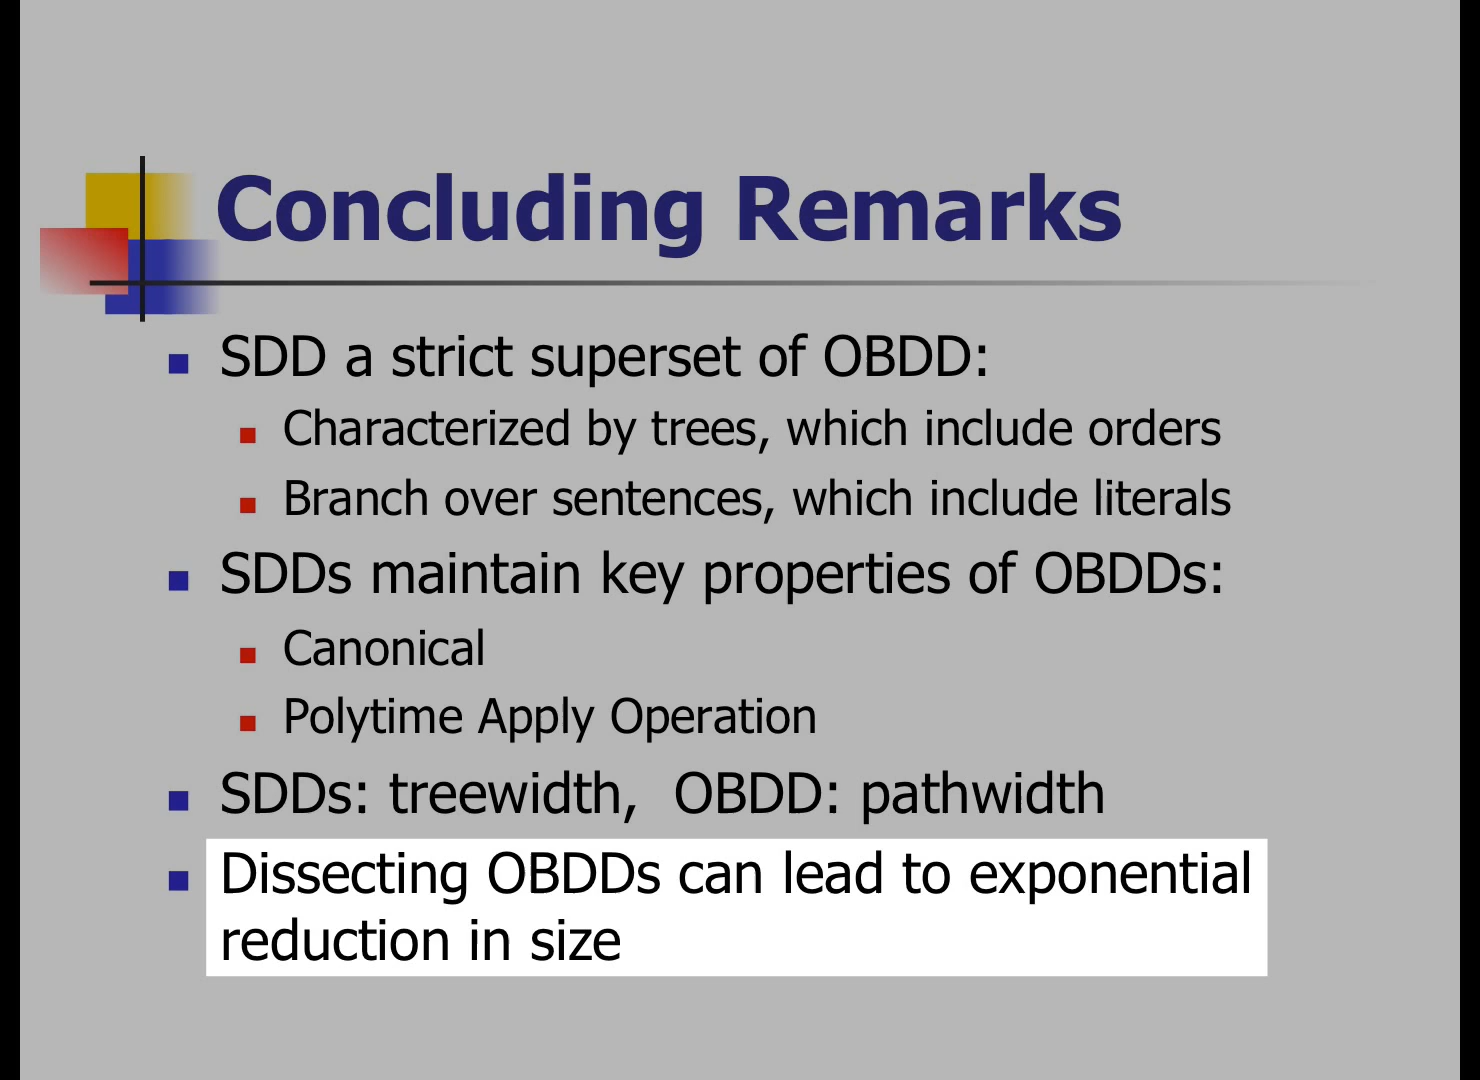 Concluding Remarks
SDD a strict superset of OBDD:
Characterized by trees, which include orders
Branch over sentences, which include literals
SDDs maintain key properties of OBDDs:
Canonical
Polytime Apply Operation
SDDs: treewidth,  OBDD: pathwidth
Dissecting OBDDs can lead to exponential
reduction in size